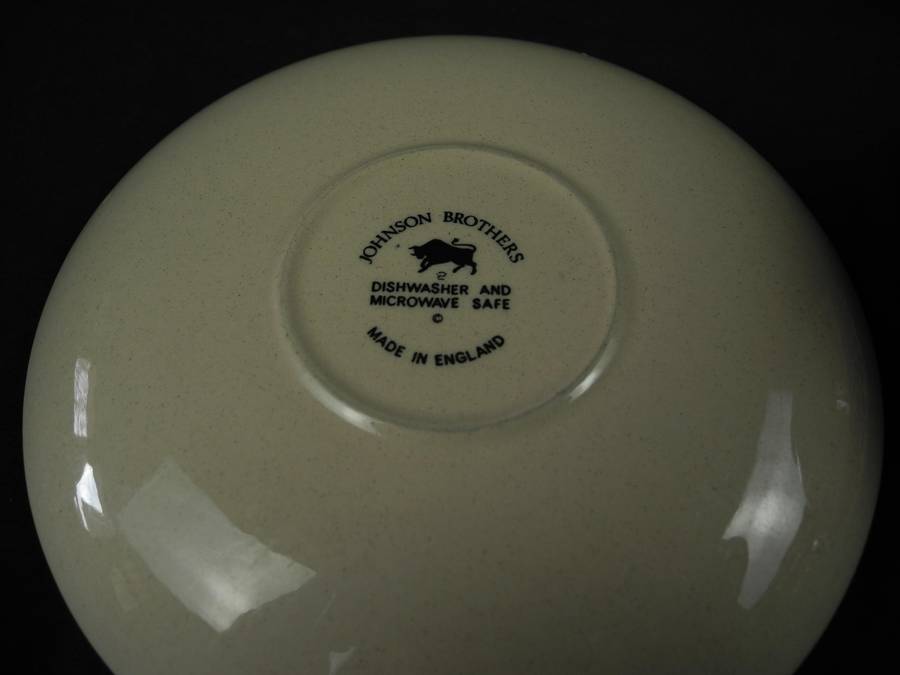 JOHNSON BROTHERS
2
DISHWASHER AND
MICROWAVE SAFE
©
MADE IN ENGLAND